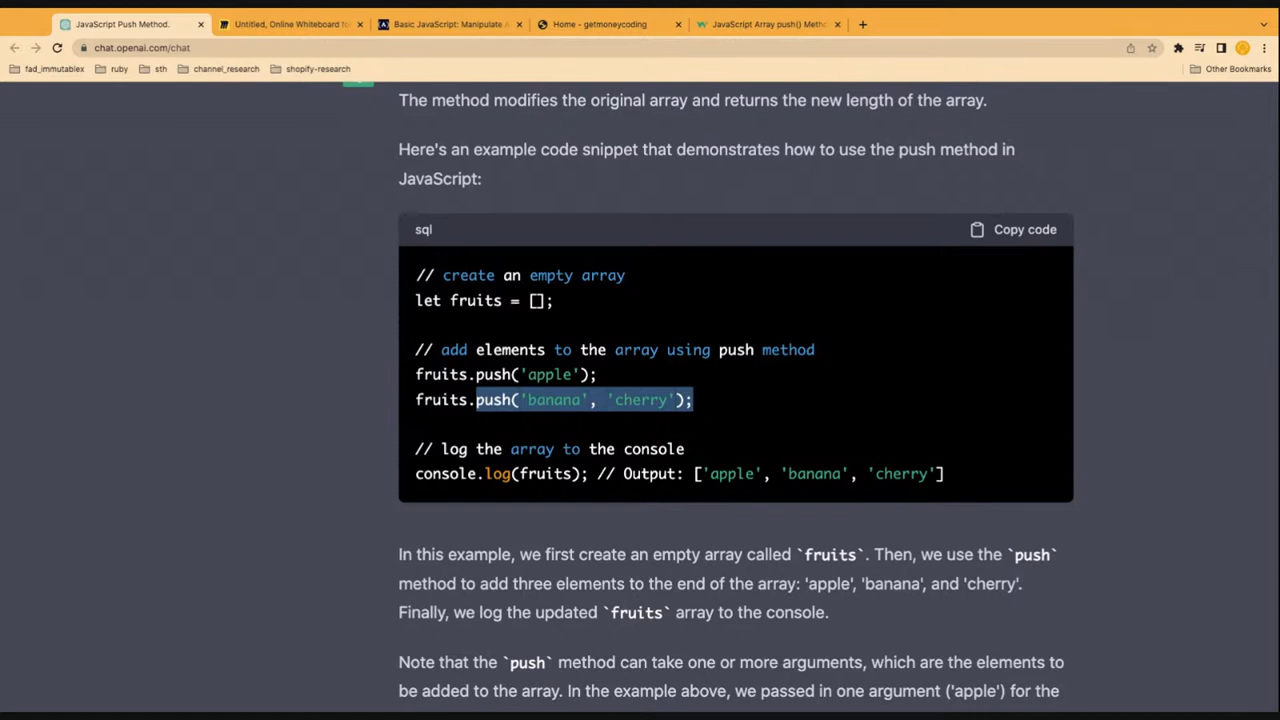 JavaScript Push Method.
Untitled, Online Whiteboard to
Basic JavaScript: Manipulate A
Home - getmoneycoding
JavaScript Array push() Meth
chat.openai.com/chat
fad_immutablex
ruby
sth
channel_research
shopify-research
Other Bookmarks
The method modifies the original array and returns the new length of the array.
Here's an example code snippet that demonstrates how to use the push method in
JavaScript:
sql
Copy code
// create an empty array
let fruits = [];
// add elements to the array using push method
fruits.push('apple');
fruits.push('banana', 'cherry');
// log the array to the console
console.log(fruits); // Output: ['apple', 'banana', 'cherry']
In this example, we first create an empty array called `fruits`. Then, we use the `push`
method to add three elements to the end of the array: 'apple', 'banana', and 'cherry'.
Finally, we log the updated `fruits` array to the console.
Note that the `push` method can take one or more arguments, which are the elements to
be added to the array. In the example above, we passed in one argument ('apple') for the